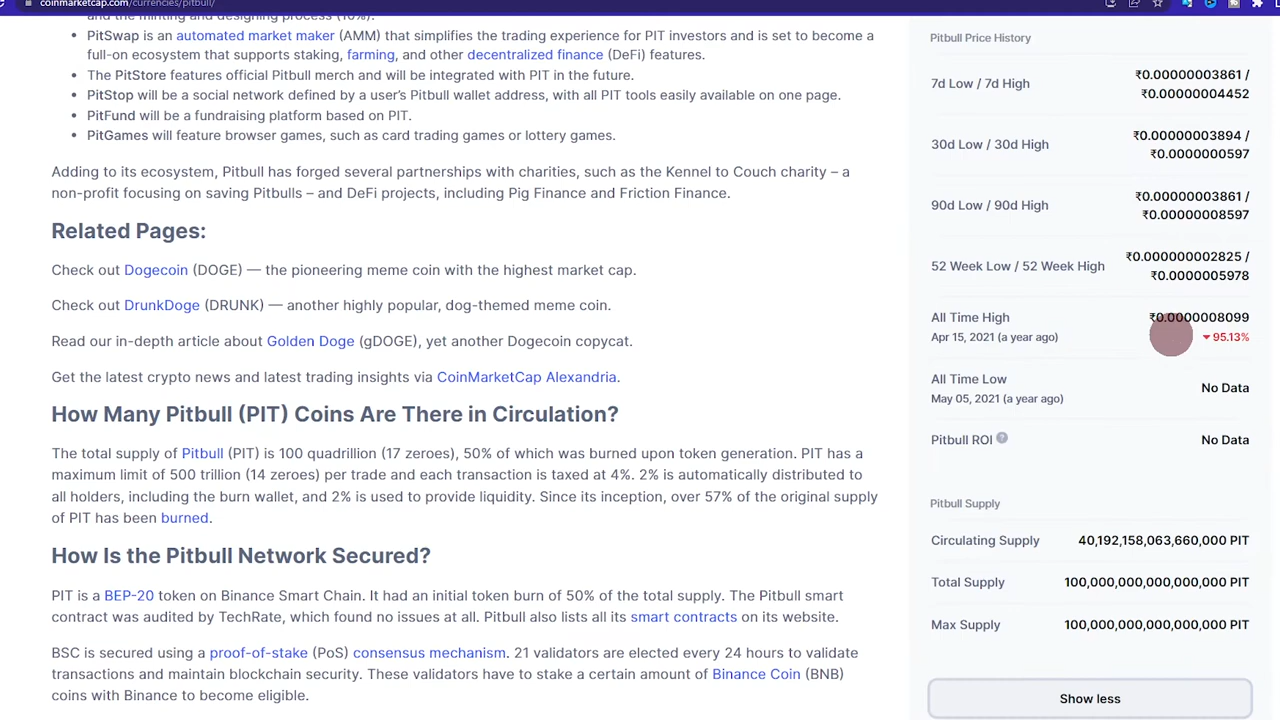 coinmarketcap.com/currencies/pitbull/
and the minting and designing process (10%).
• PitSwap is an automated market maker (AMM) that simplifies the trading experience for PIT investors and is set to become a
full-on ecosystem that supports staking, farming, and other decentralized finance (DeFi) features.
• The PitStore features official Pitbull merch and will be integrated with PIT in the future.
• PitStop will be a social network defined by a user's Pitbull wallet address, with all PIT tools easily available on one page.
• PitFund will be a fundraising platform based on PIT.
• PitGames will feature browser games, such as card trading games or lottery games.
Adding to its ecosystem, Pitbull has forged several partnerships with charities, such as the Kennel to Couch charity – a
non-profit focusing on saving Pitbulls – and DeFi projects, including Pig Finance and Friction Finance.
Related Pages:
Check out Dogecoin (DOGE) — the pioneering meme coin with the highest market cap.
Check out DrunkDoge (DRUNK) — another highly popular, dog-themed meme coin.
Read our in-depth article about Golden Doge (gDOGE), yet another Dogecoin copycat.
Get the latest crypto news and latest trading insights via CoinMarketCap Alexandria.
How Many Pitbull (PIT) Coins Are There in Circulation?
The total supply of Pitbull (PIT) is 100 quadrillion (17 zeroes), 50% of which was burned upon token generation. PIT has a
maximum limit of 500 trillion (14 zeroes) per trade and each transaction is taxed at 4%. 2% is automatically distributed to
all holders, including the burn wallet, and 2% is used to provide liquidity. Since its inception, over 57% of the original supply
of PIT has been burned.
How Is the Pitbull Network Secured?
PIT is a BEP-20 token on Binance Smart Chain. It had an initial token burn of 50% of the total supply. The Pitbull smart
contract was audited by TechRate, which found no issues at all. Pitbull also lists all its smart contracts on its website.
BSC is secured using a proof-of-stake (PoS) consensus mechanism. 21 validators are elected every 24 hours to validate
transactions and maintain blockchain security. These validators have to stake a certain amount of Binance Coin (BNB)
coins with Binance to become eligible.
Pitbull Price History
7d Low / 7d High
₹0.00000003861 /
₹0.00000004452
30d Low / 30d High
₹0.00000003894 /
₹0.0000000597
90d Low / 90d High
₹0.00000003861 /
₹0.00000008597
52 Week Low / 52 Week High
₹0.000000002825 /
₹0.0000005978
All Time High
₹0.0000008099
Apr 15, 2021 (a year ago)
95.13%
All Time Low
May 05, 2021 (a year ago)
No Data
Pitbull ROI ?
No Data
Pitbull Supply
Circulating Supply
40,192,158,063,660,000 PIT
Total Supply
100,000,000,000,000,000 PIT
Max Supply
100,000,000,000,000,000 PIT
Show less